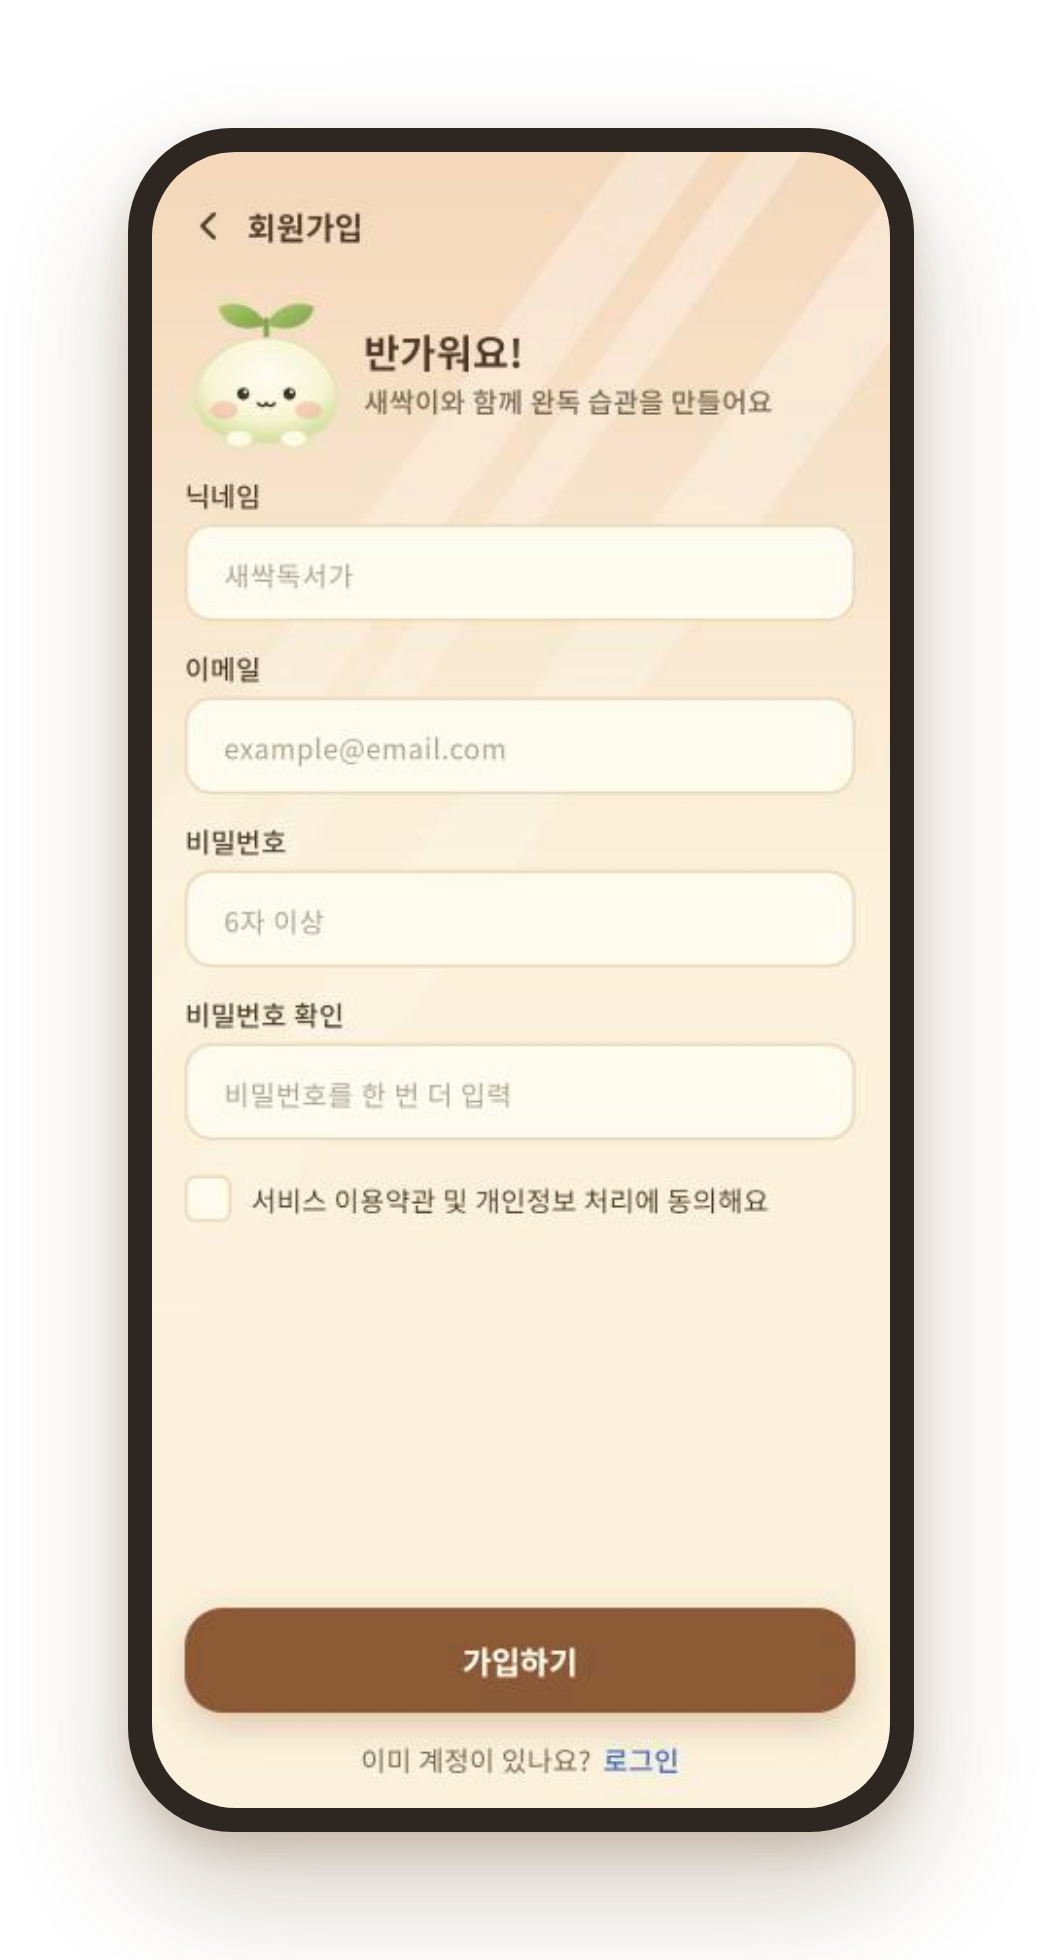 회원가입
반가워요!
새싹이와 함께 완독 습관을 만들어요
닉네임
새싹독서가
이메일
example@email.com
비밀번호
6자 이상
비밀번호 확인
비밀번호를 한 번 더 입력
서비스 이용약관 및 개인정보 처리에 동의해요
가입하기
이미 계정이 있나요? 로그인